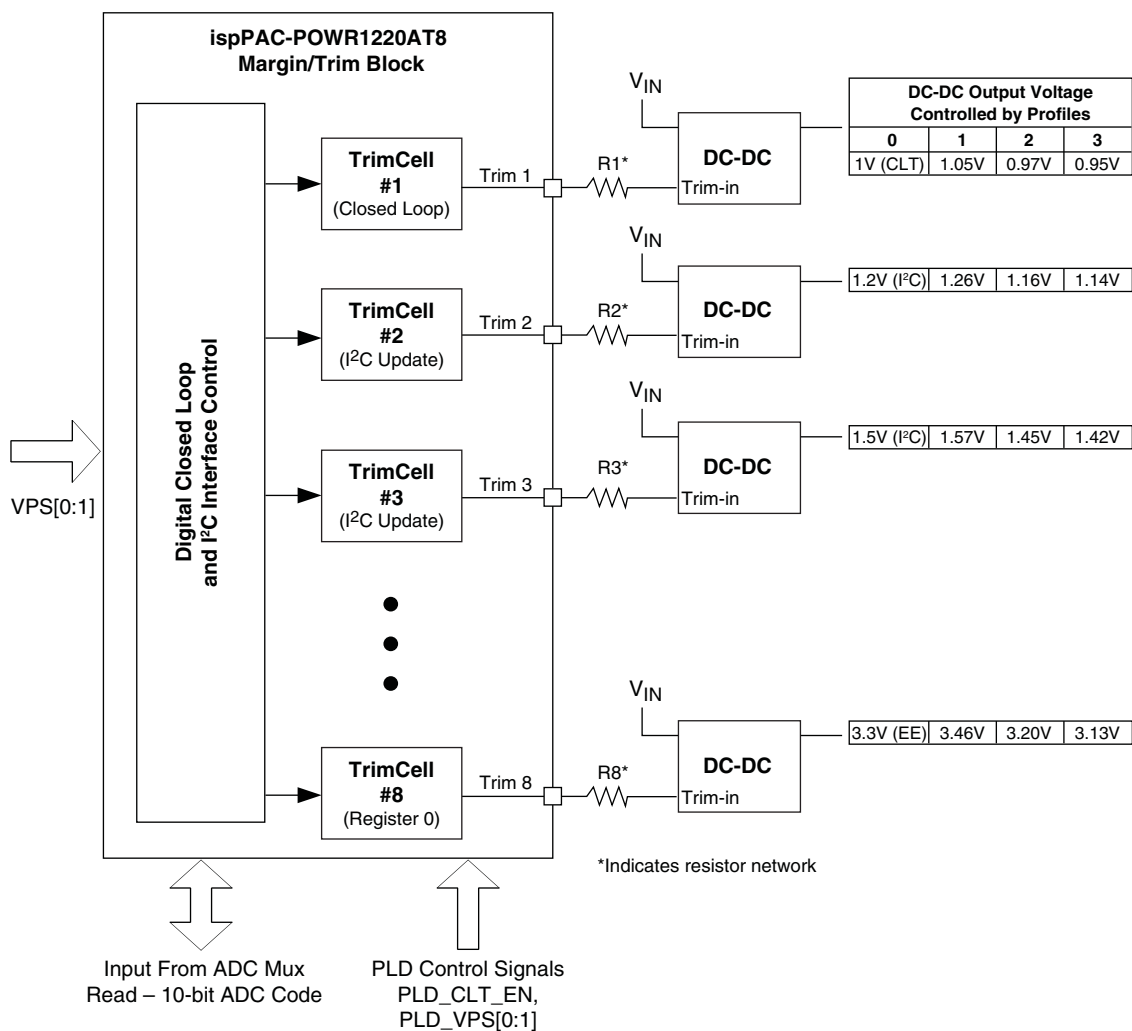 ispPAC-POWR1220AT8
Margin/Trim Block
Digital Closed Loop
and I²C Interface Control
VPS[0:1]
TrimCell
#1
(Closed Loop)
Trim 1
R1*
VIN
DC-DC
Trim-in
DC-DC Output Voltage
Controlled by Profiles
0 1 2 3
1V (CLT) 1.05V 0.97V 0.95V
TrimCell
#2
(I²C Update)
Trim 2
R2*
VIN
DC-DC
Trim-in
1.2V (I²C) 1.26V 1.16V 1.14V
TrimCell
#3
(I²C Update)
Trim 3
R3*
VIN
DC-DC
Trim-in
1.5V (I²C) 1.57V 1.45V 1.42V
TrimCell
#8
(Register 0)
Trim 8
R8*
VIN
DC-DC
Trim-in
3.3V (EE) 3.46V 3.20V 3.13V
*Indicates resistor network
Input From ADC Mux
Read – 10-bit ADC Code
PLD Control Signals
PLD_CLT_EN,
PLD_VPS[0:1]